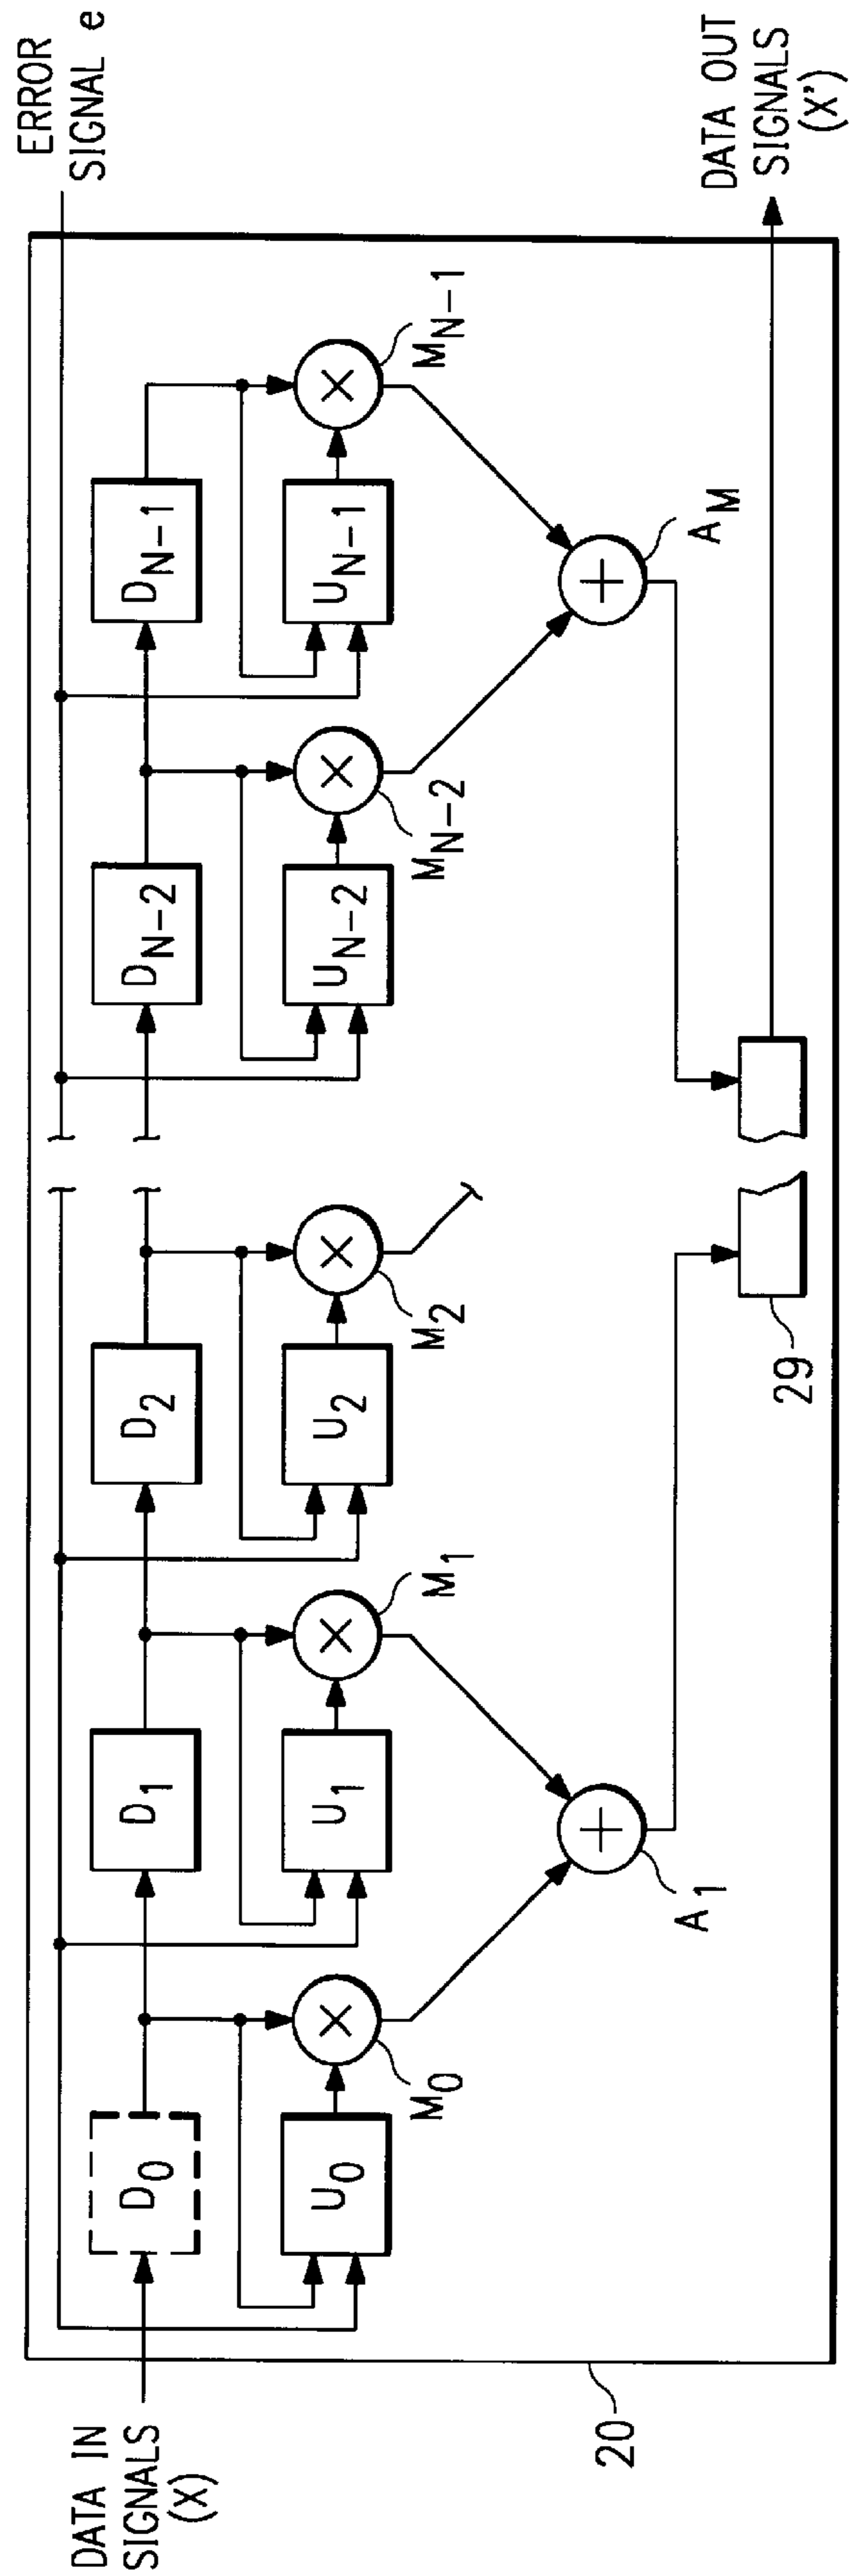 ERROR
SIGNAL e
DATA IN
SIGNALS
(X)
D0
D1
D2
DN-2
DN-1
U0
U1
U2
UN-2
UN-1
×
×
×
×
×
M0
M1
M2
MN-2
MN-1
+
+
A1
AM
29
20
DATA OUT
SIGNALS
(X')